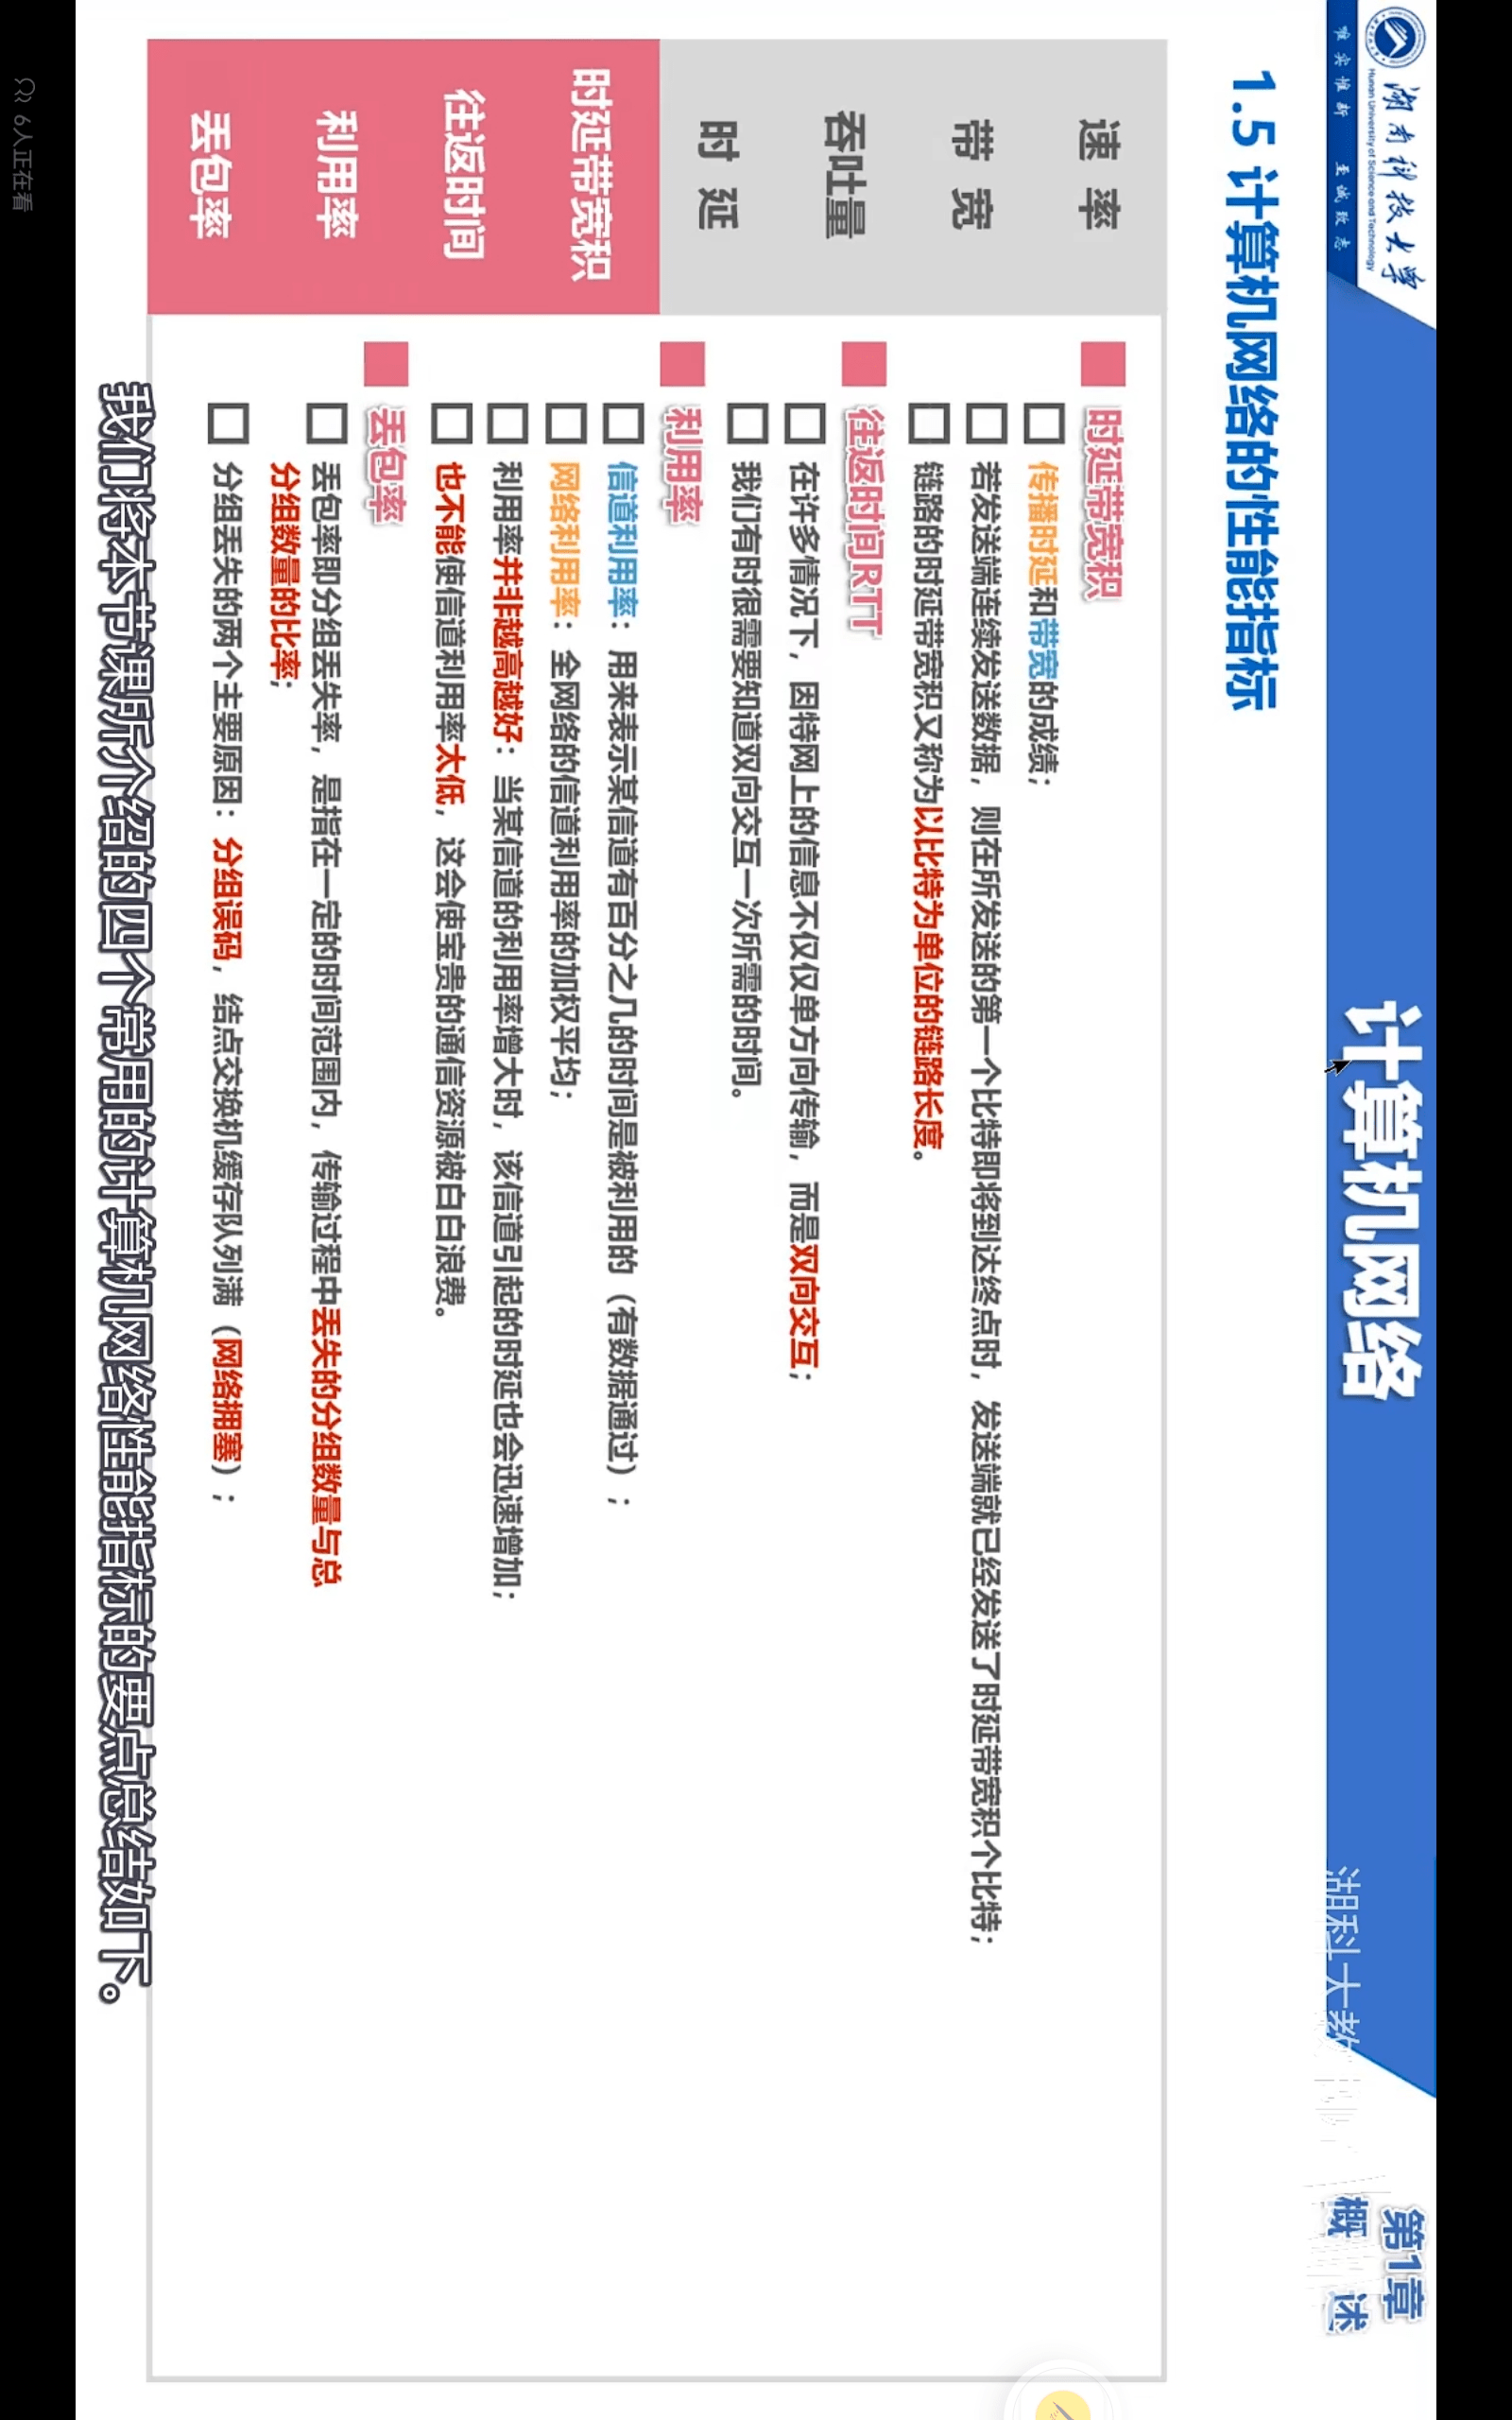 湖南科技大学
Hunan University of Science and Technology
唯实惟新 至诚致志
计算机网络
第1章
概 述
湖科大教
1.5 计算机网络的性能指标
速 率
带 宽
吞吐量
时 延
时延带宽积
往返时间
利用率
丢包率
时延带宽积
传播时延和带宽的成绩；
若发送端连续发送数据，则在所发送的第一个比特即将到达终点时，发送端就已经发送了时延带宽积个比特；
链路的时延带宽积又称为以比特为单位的链路长度。
往返时间RTT
在许多情况下，因特网上的信息不仅仅单方向传输，而是双向交互；
我们有时很需要知道双向交互一次所需的时间。
利用率
信道利用率：用来表示某信道有百分之几的时间是被利用的（有数据通过）；
网络利用率：全网络的信道利用率的加权平均；
利用率并非越高越好：当某信道的利用率增大时，该信道引起的时延也会迅速增加；
也不能使信道利用率太低，这会使宝贵的通信资源被白白浪费。
丢包率
丢包率即分组丢失率，是指在一定的时间范围内，传输过程中丢失的分组数量与总
分组数量的比率；
分组丢失的两个主要原因：分组误码，结点交换机缓存队列满（网络拥塞）；
我们将本节课所介绍的四个常用的计算机网络性能指标的要点总结如下。
6人正在看